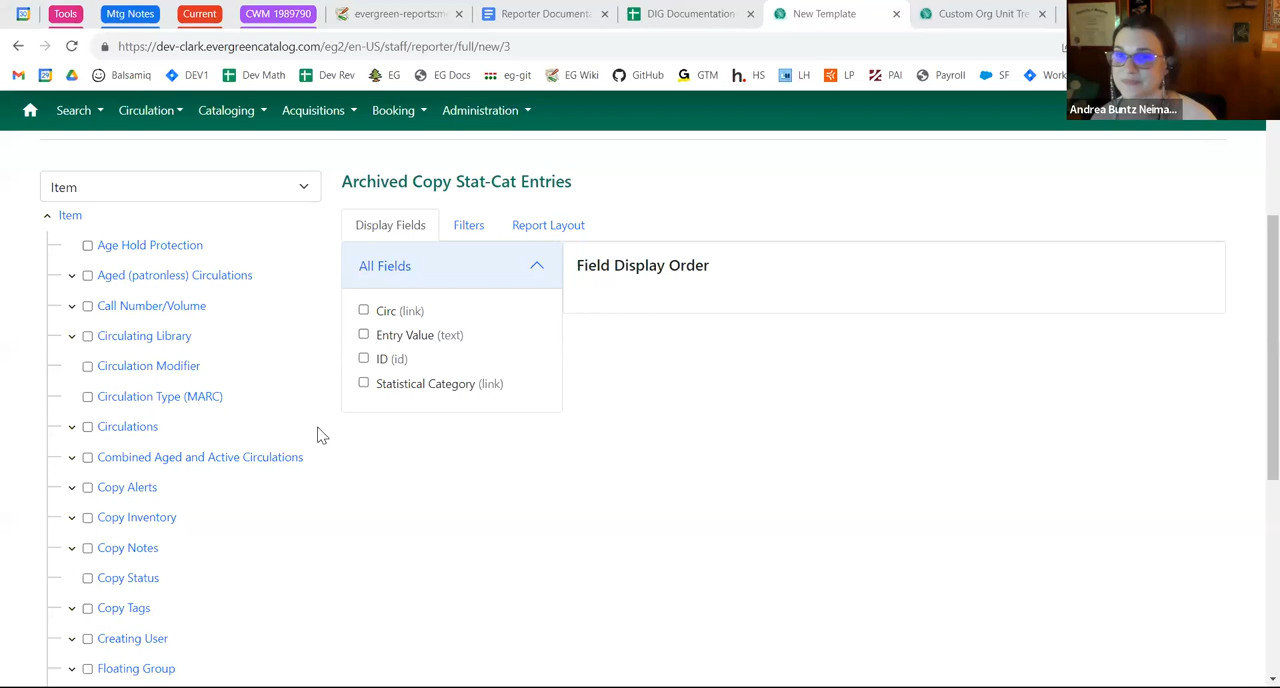 Tools
Mtg Notes
Current
CWM 1989790
evergreen-reports:m
Reporter Document
DIG Documentation
New Template
Custom Org Unit Tre
https://dev-clark.evergreencatalog.com/eg2/en-US/staff/reporter/full/new/3
Balsamiq
DEV1
Dev Math
Dev Rev
EG
EG Docs
eg-git
EG Wiki
GitHub
GTM
HS
LH
LP
PAI
Payroll
SF
Work
Andrea Buntz Neima...
Search
Circulation
Cataloging
Acquisitions
Booking
Administration
Item
Archived Copy Stat-Cat Entries
Item
Display Fields
Filters
Report Layout
Age Hold Protection
Aged (patronless) Circulations
Call Number/Volume
Circulating Library
Circulation Modifier
Circulation Type (MARC)
Circulations
Combined Aged and Active Circulations
Copy Alerts
Copy Inventory
Copy Notes
Copy Status
Copy Tags
Creating User
Floating Group
All Fields
Circ (link)
Entry Value (text)
ID (id)
Statistical Category (link)
Field Display Order